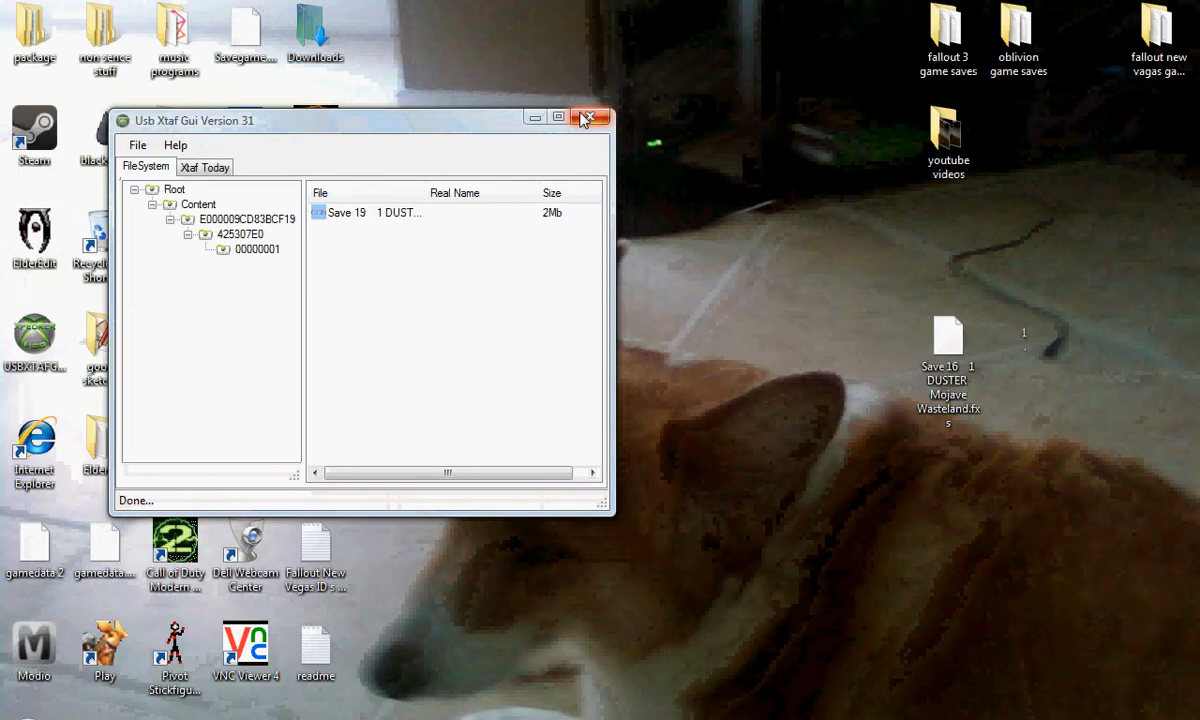 package
non sence
stuff
music
programs
Savegame....
Downloads
fallout 3
game saves
oblivion
game saves
fallout new
vagas ga...
Steam
ElderEdit
youtube
videos
Usb Xtaf Gui Version 31
File Help
FileSystem Xtaf Today
Root
Content
E000009CD83BCF19
425307E0
00000001
File Real Name Size
Save 19 1 DUST... 2Mb
Done...
USBXTAFG...
Save 16 1
DUSTER
Mojave
Wasteland.fx
s
1
.
Internet
Explorer
gamedata 2
gamedata....
Call of Duty
Modern ...
Dell Webcam
Center
Fallout New
Vegas ID s ...
Modio
Play
Pivot
Stickfigu...
VNC Viewer 4
readme